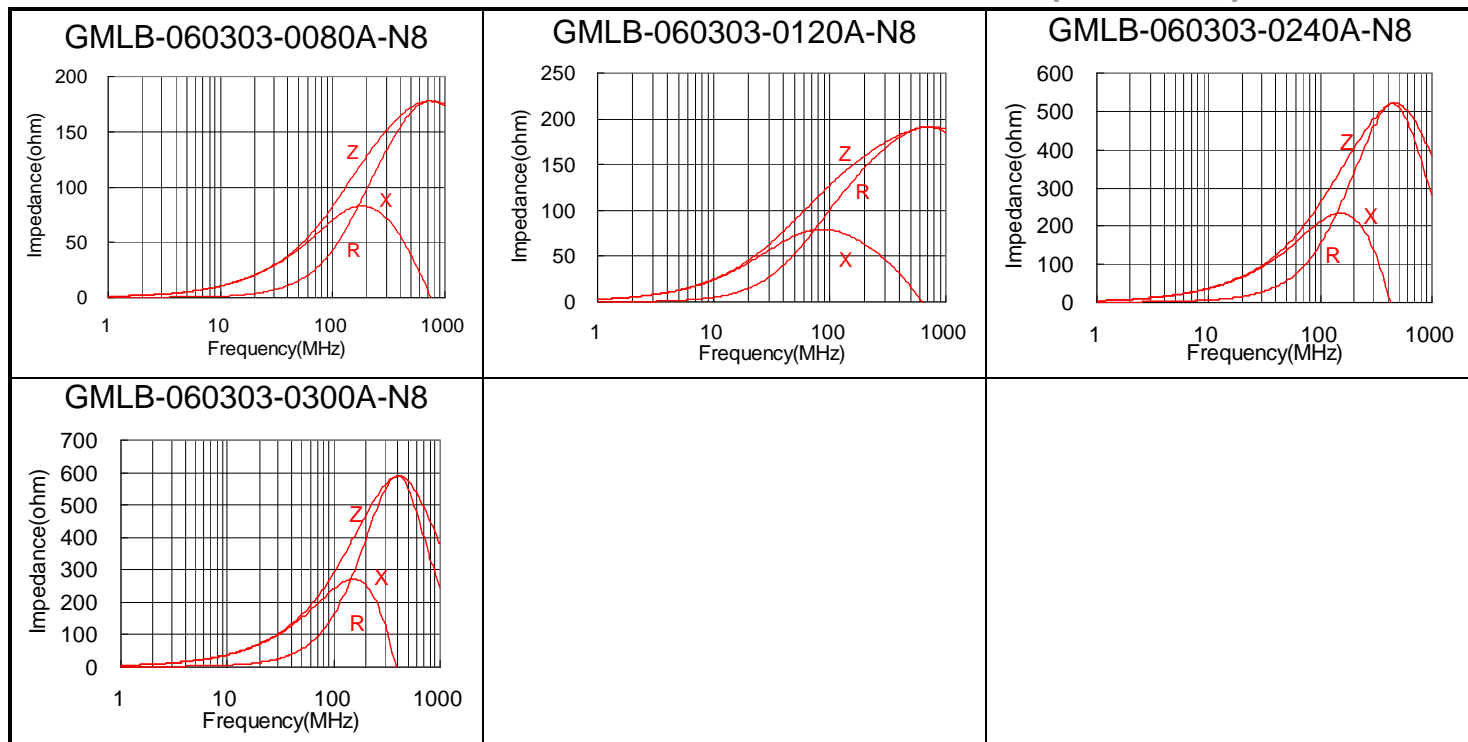 GMLB-060303-0080A-N8
200
150
100
50
0
Impedance(ohm)
Z
X
R
1 10 100 1000
Frequency(MHz)
GMLB-060303-0120A-N8
250
200
150
100
50
0
Impedance(ohm)
Z
R
X
1 10 100 1000
Frequency(MHz)
GMLB-060303-0240A-N8
600
500
400
300
200
100
0
Impedance(ohm)
Z
X
R
1 10 100 1000
Frequency(MHz)
GMLB-060303-0300A-N8
700
600
500
400
300
200
100
0
Impedance(ohm)
Z
X
R
1 10 100 1000
Frequency(MHz)